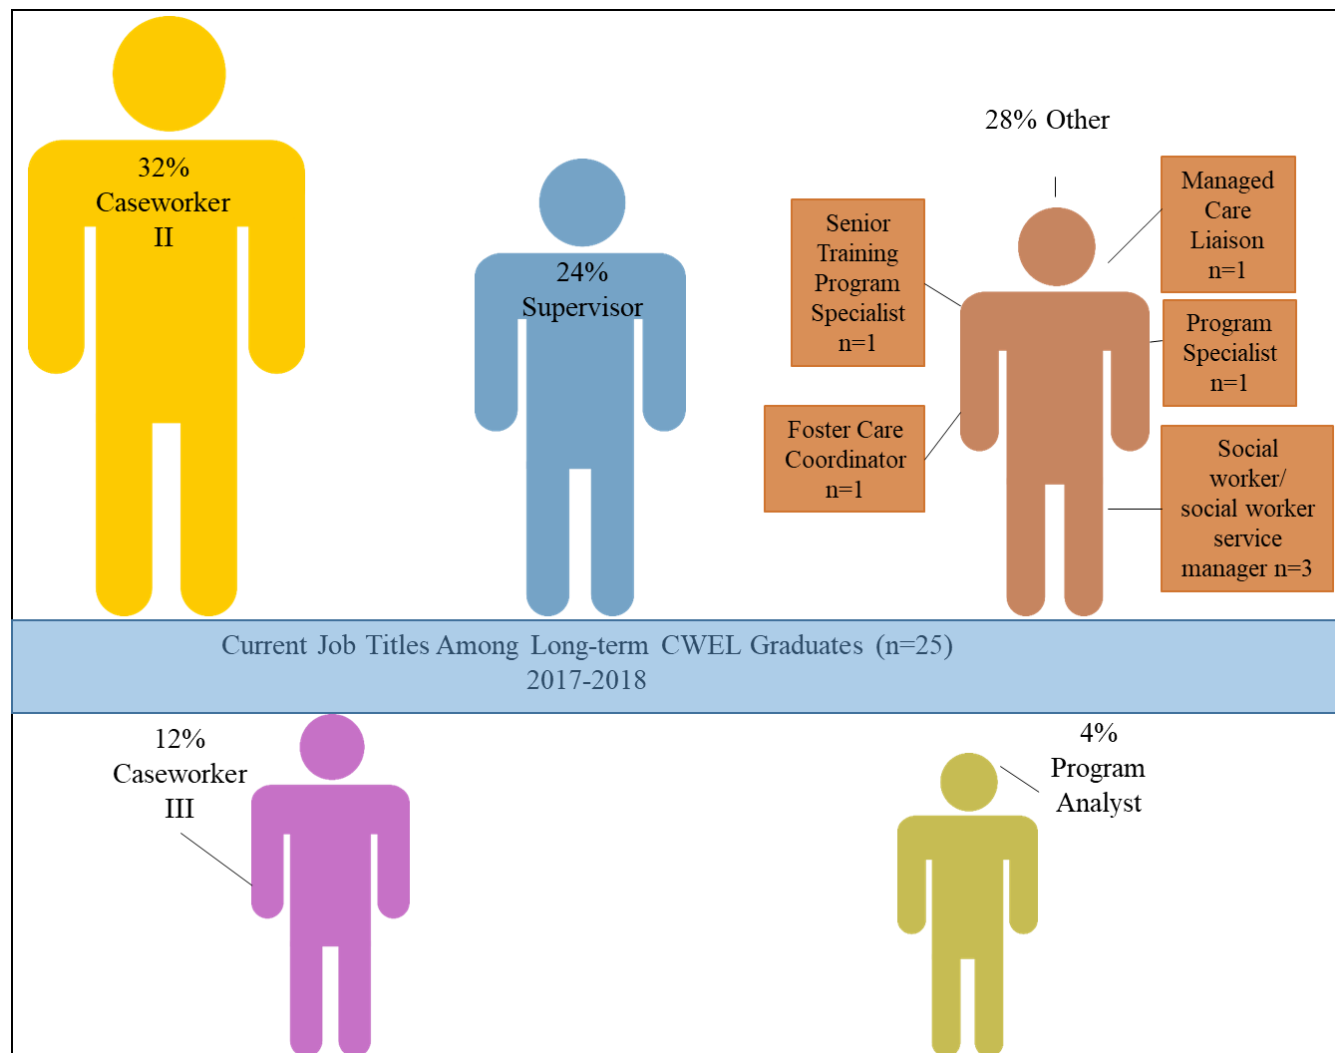 32%
Caseworker
II
24%
Supervisor
28% Other
Senior
Training
Program
Specialist
n=1
Managed
Care
Liaison
n=1
Program
Specialist
n=1
Foster Care
Coordinator
n=1
Social
worker/
social worker
service
manager n=3
Current Job Titles Among Long-term CWEL Graduates (n=25)
2017-2018
12%
Caseworker
III
4%
Program
Analyst